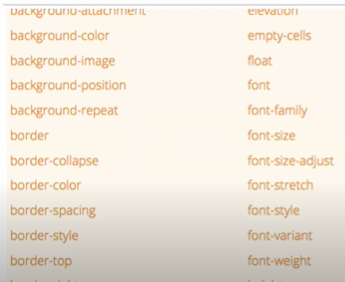 background-attachment
background-color
background-image
background-position
background-repeat
border
border-collapse
border-color
border-spacing
border-style
border-top
elevation
empty-cells
float
font
font-family
font-size
font-size-adjust
font-stretch
font-style
font-variant
font-weight